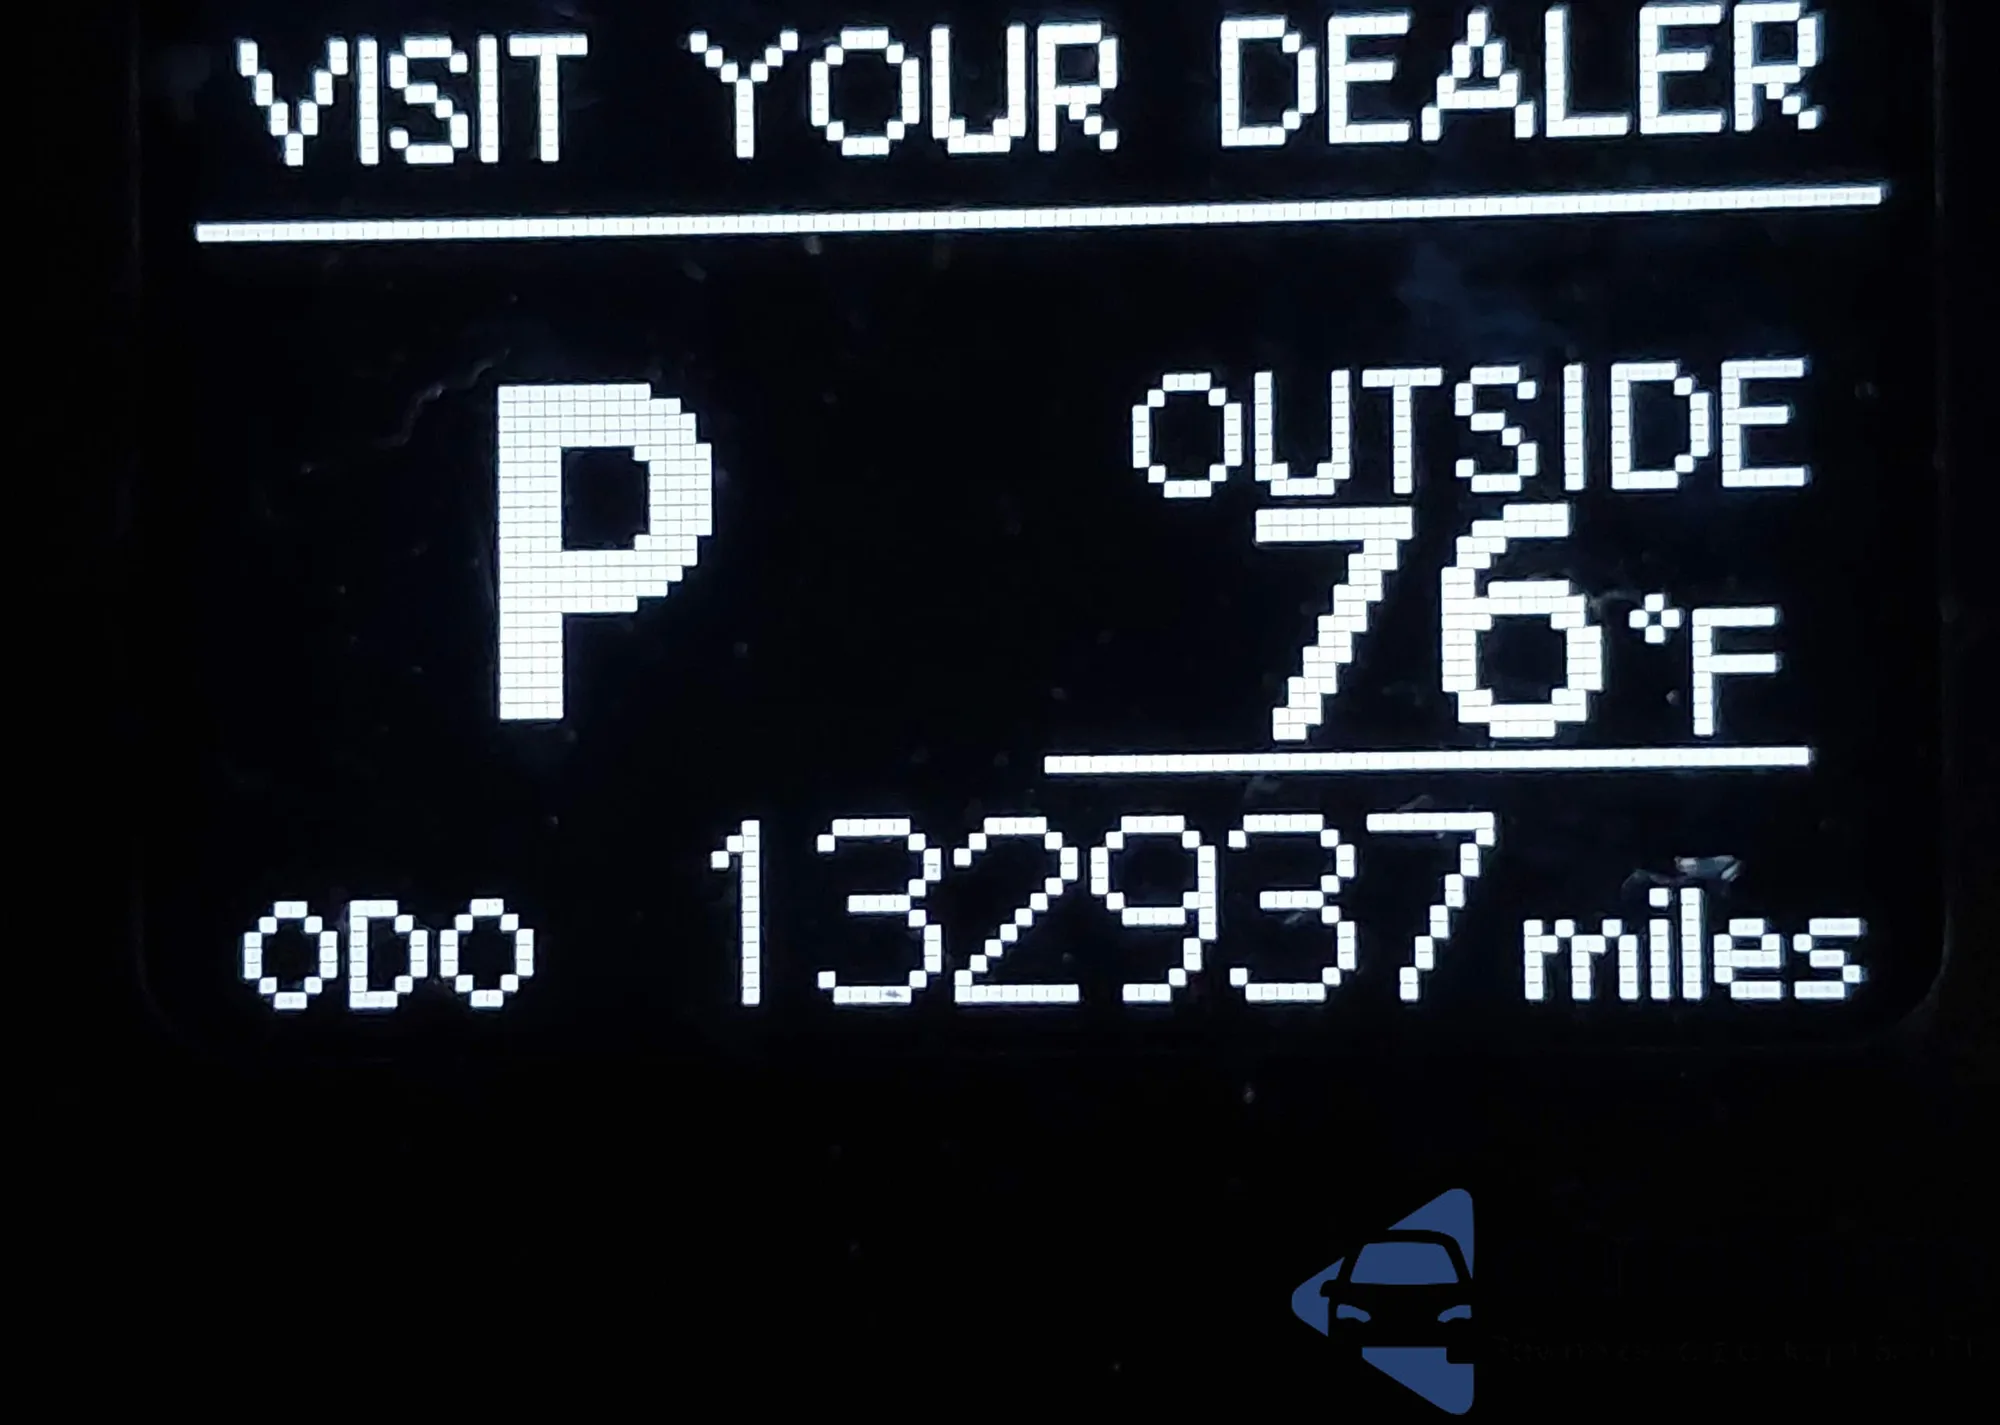 VISIT YOUR DEALER
P
OUTSIDE
76°F
ODO 132937 miles